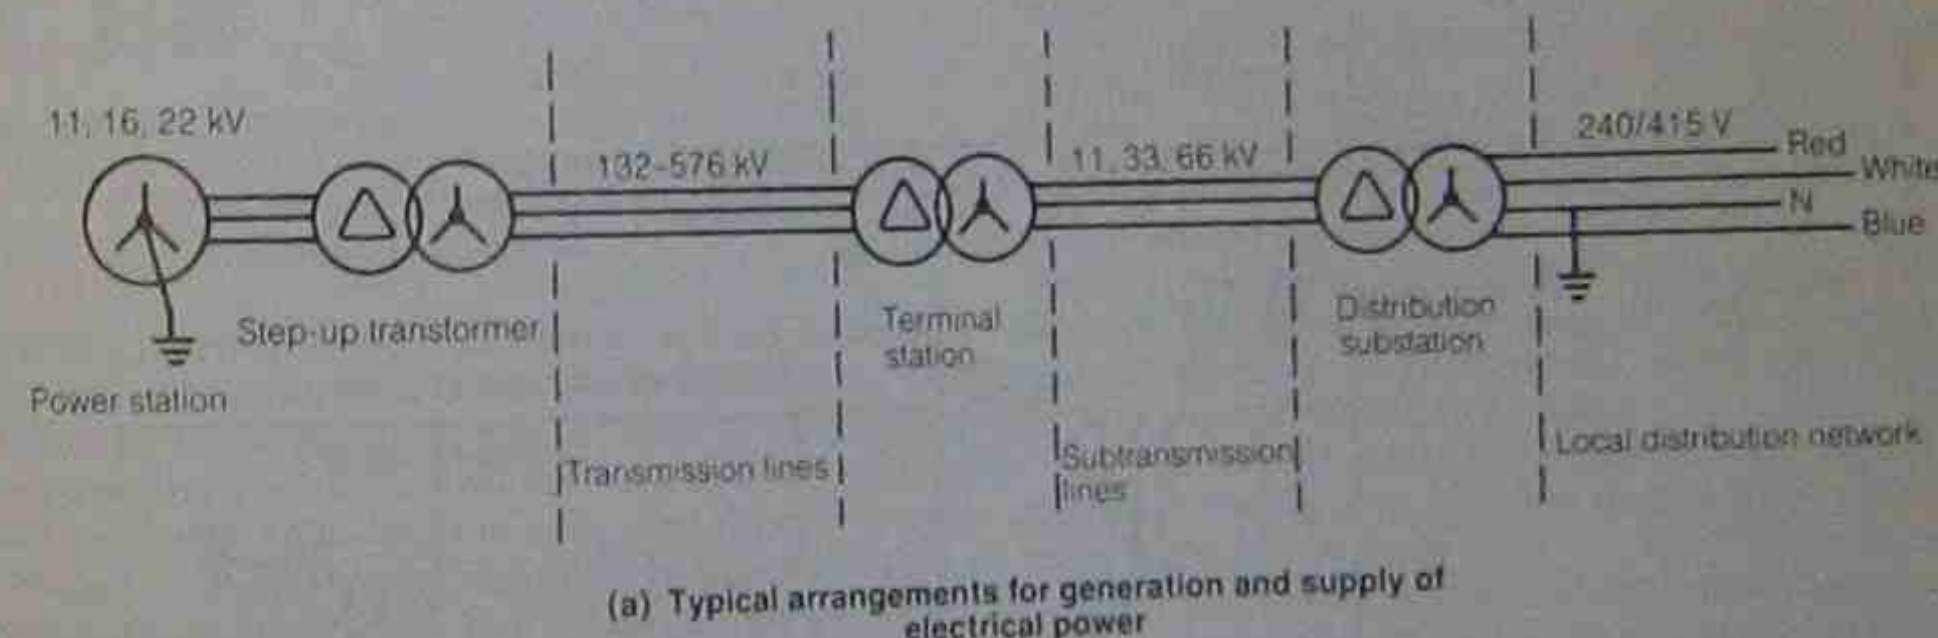 11, 16, 22 kV
132-576 kV
11, 33, 66 kV
240/415 V
Red
White
N
Blue
Step-up transformer
Power station
Terminal
station
Distribution
substation
Transmission lines
Subtransmission
lines
Local distribution network
(a) Typical arrangements for generation and supply of
electrical power